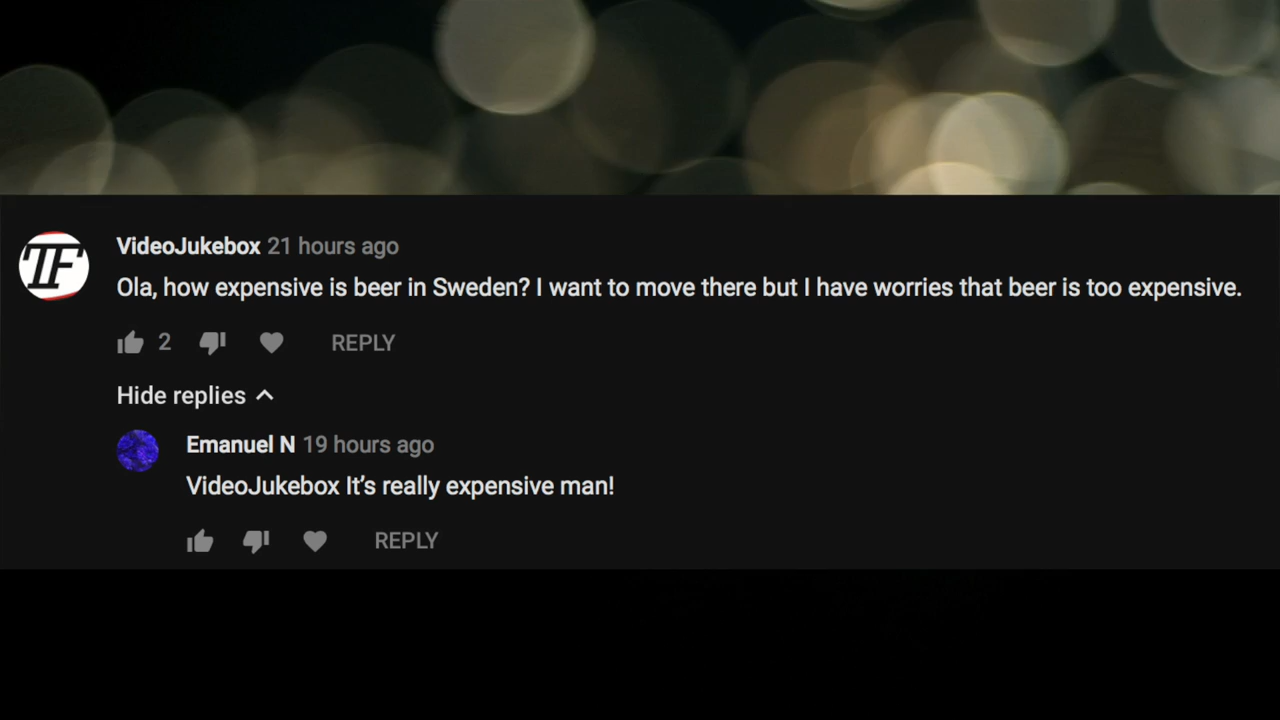 TF
VideoJukebox 21 hours ago
Ola, how expensive is beer in Sweden? I want to move there but I have worries that beer is too expensive.
2 REPLY
Hide replies
Emanuel N 19 hours ago
VideoJukebox It’s really expensive man!
REPLY